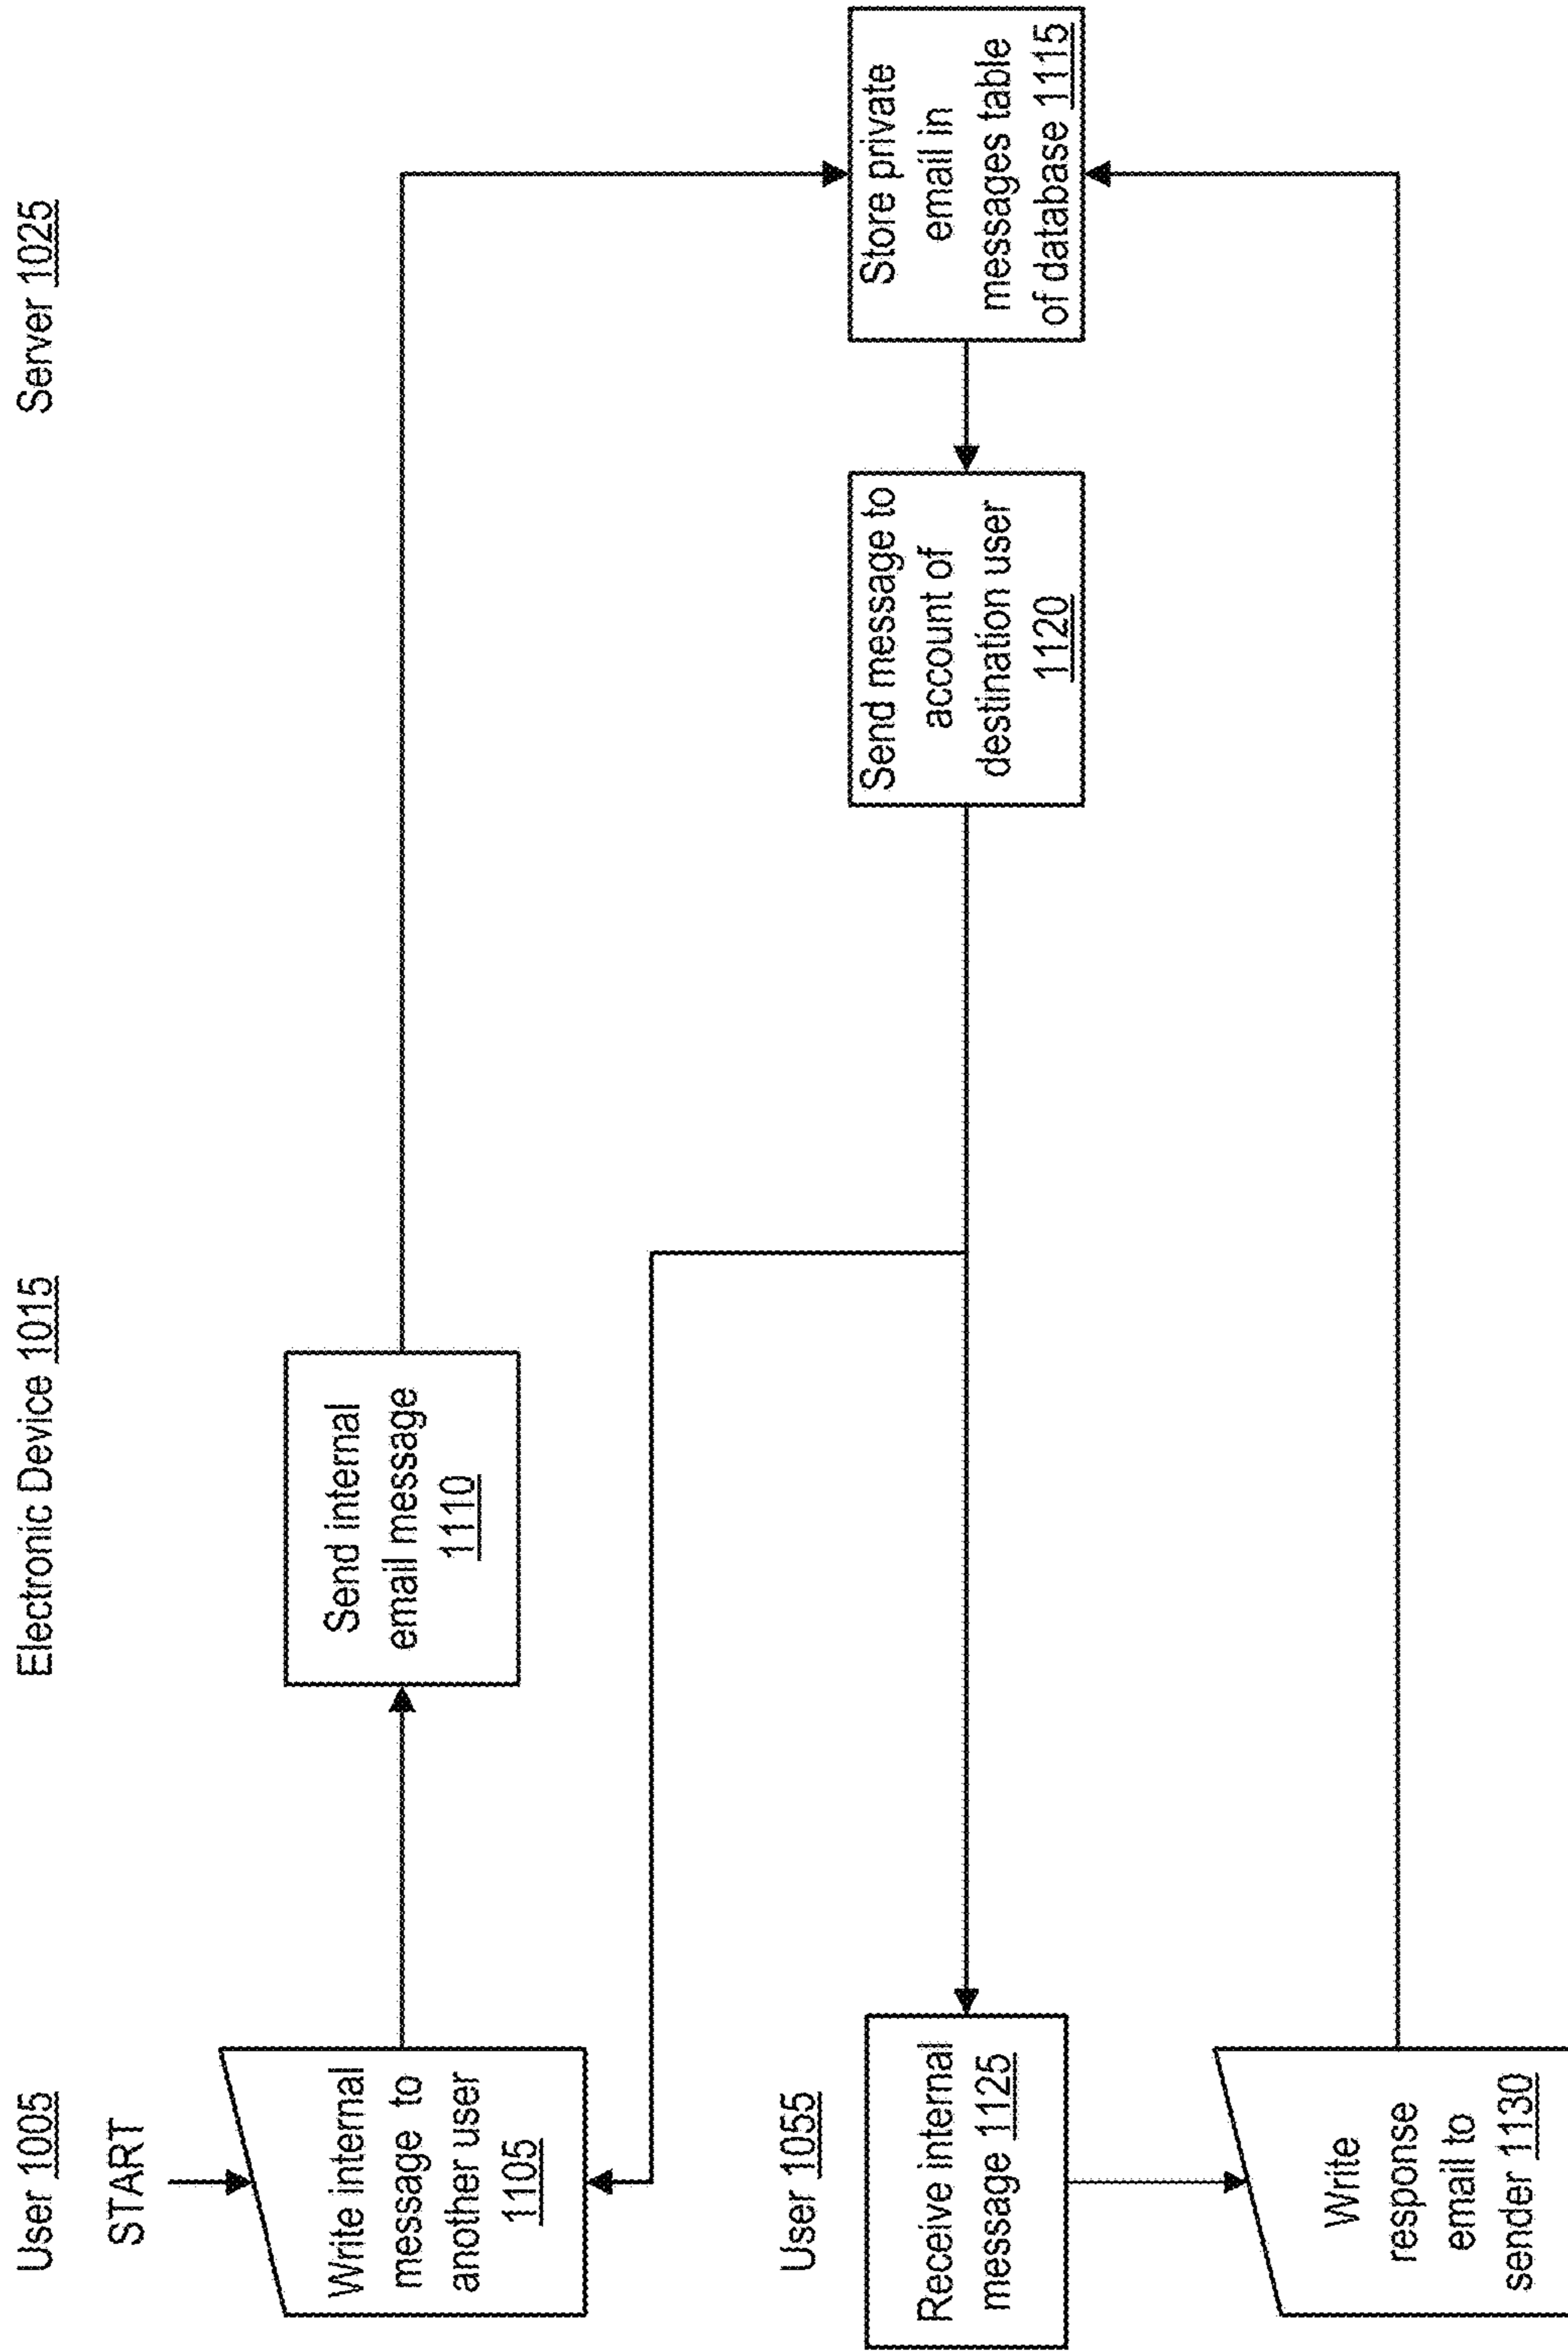 User 1005
Electronic Device 1015
Server 1025
START
Write internal
message to
another user
1105
Send internal
email message
1110
User 1055
Receive internal
message 1125
Send message to
account of
destination user
1120
Store private
email in
messages table
of database 1115
Write
response
email to
sender 1130